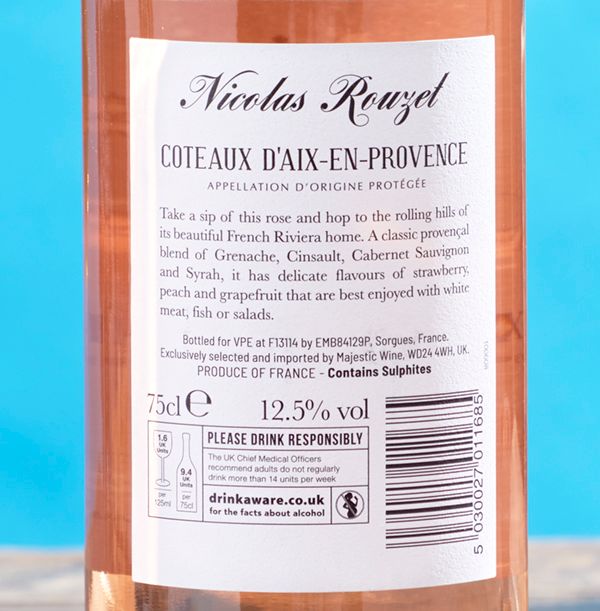 Nicolas Rouzet
COTEAUX D'AIX-EN-PROVENCE
APPELLATION D'ORIGINE PROTÉGÉE
Take a sip of this rose and hop to the rolling hills of
its beautiful French Riviera home. A classic provençal
blend of Grenache, Cinsault, Cabernet Sauvignon
and Syrah, it has delicate flavours of strawberry,
peach and grapefruit that are best enjoyed with white
meat, fish or salads.
Bottled for VPE at F13114 by EMB84129P, Sorgues, France.
Exclusively selected and imported by Majestic Wine, WD24 4WH, UK.
PRODUCE OF FRANCE - Contains Sulphites
75cl e 12.5% vol
1.6
UK
Units
per
125ml
9.4
UK
Units
per
75cl
PLEASE DRINK RESPONSIBLY
The UK Chief Medical Officers
recommend adults do not regularly
drink more than 14 units per week
drinkaware.co.uk
for the facts about alcohol
5 030027 011685